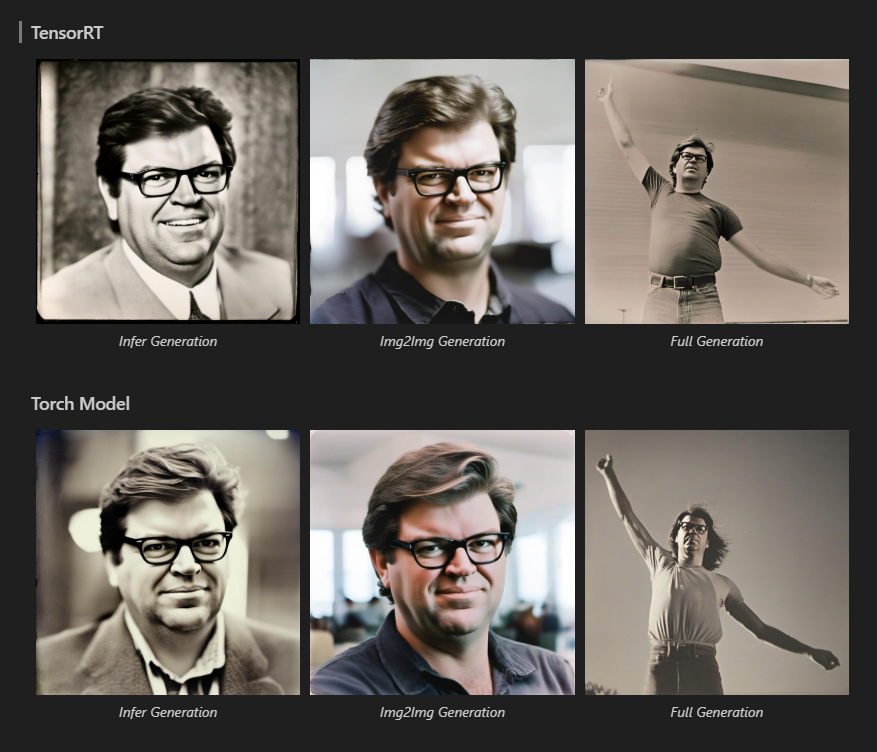 TensorRT
Infer Generation
Img2Img Generation
Full Generation
Torch Model
Infer Generation
Img2Img Generation
Full Generation